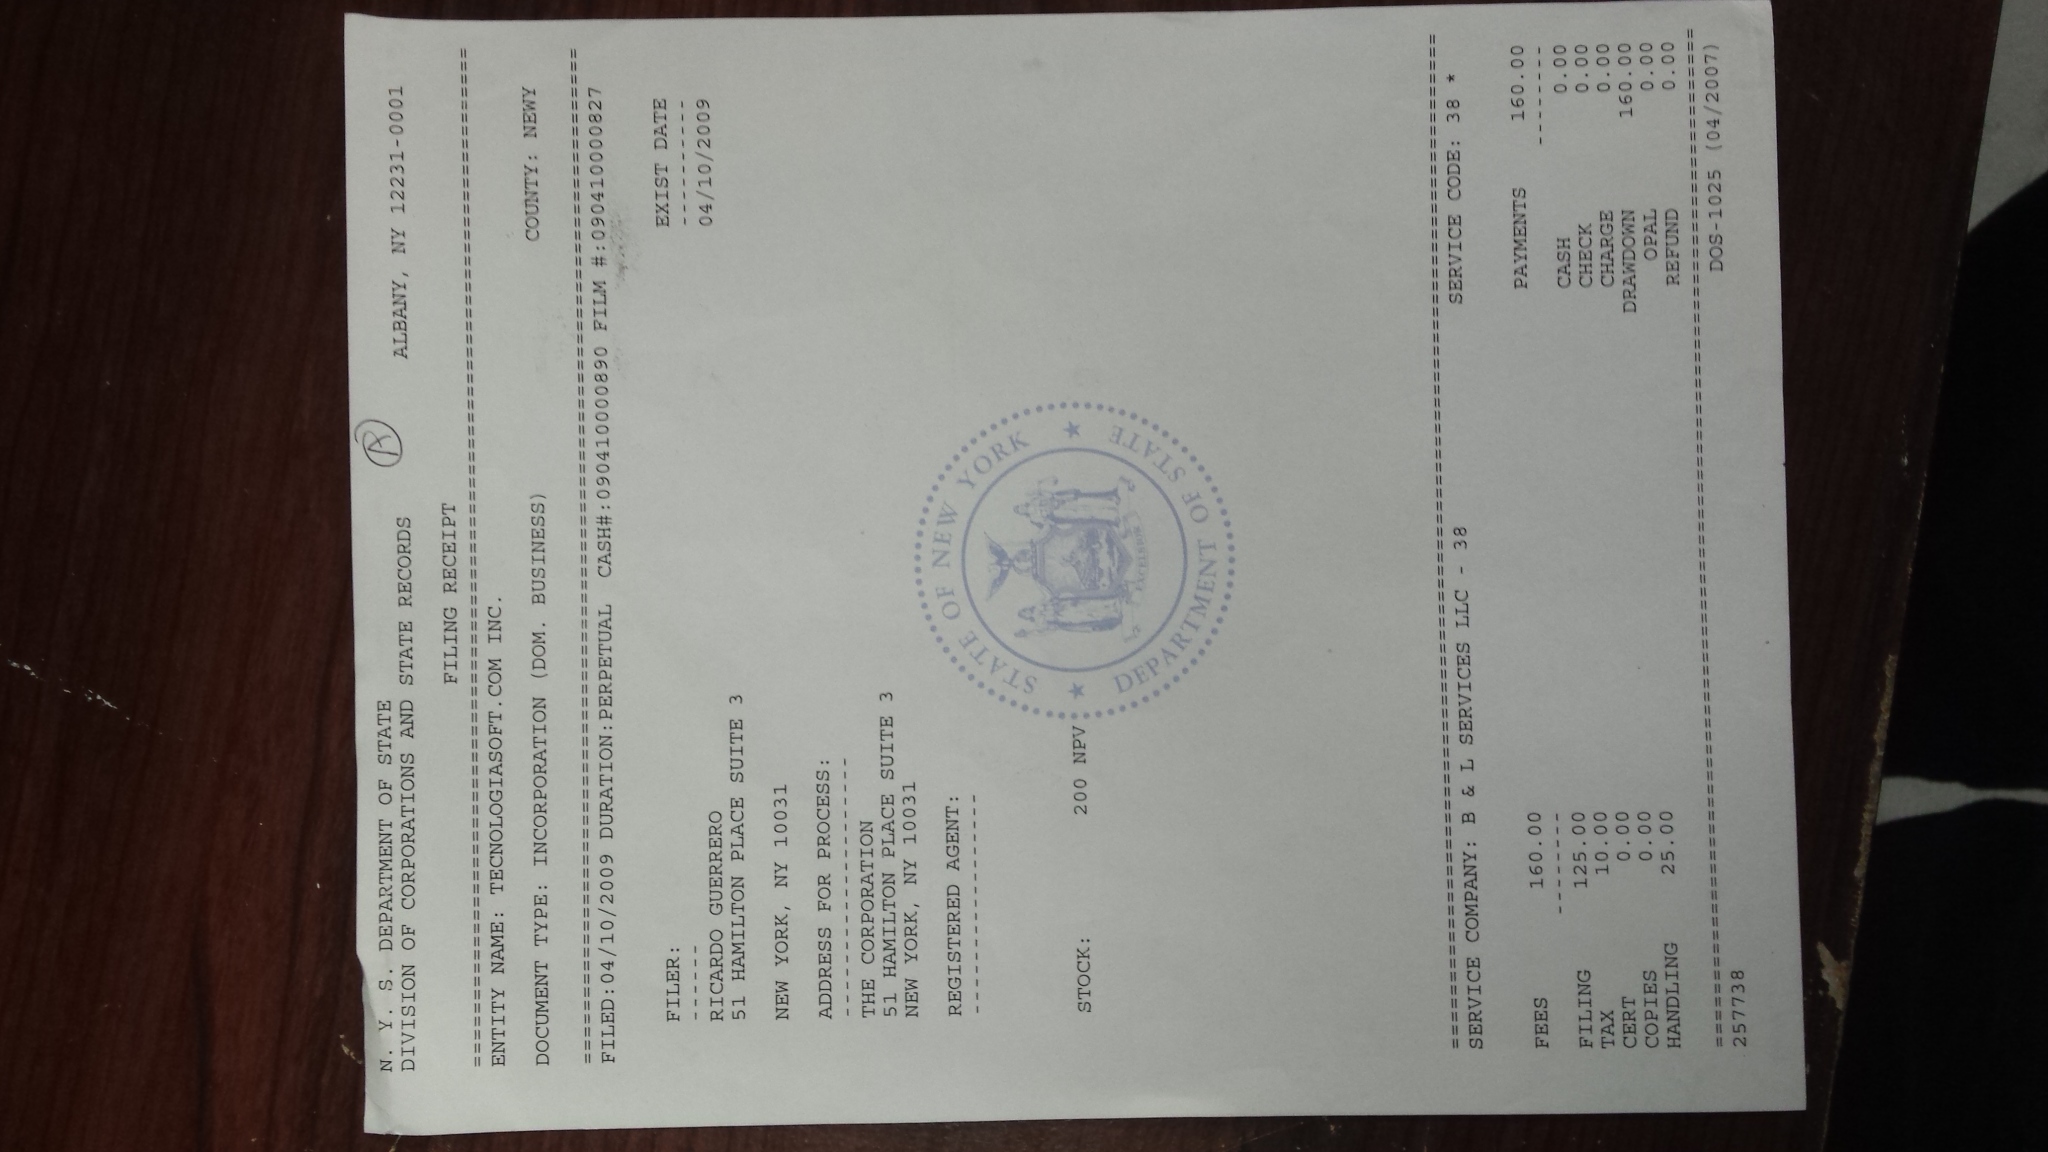 N. Y. S. DEPARTMENT OF STATE
DIVISION OF CORPORATIONS AND STATE RECORDS ALBANY, NY 12231-0001
A
FILING RECEIPT
==============================================================================
ENTITY NAME: TECNOLOGIASOFT.COM INC.
DOCUMENT TYPE: INCORPORATION (DOM. BUSINESS) COUNTY: NEWY
==============================================================================
FILED:04/10/2009 DURATION:PERPETUAL CASH#:090410000890 FILM #:090410000827
FILER: EXIST DATE
------ ----------
RICARDO GUERRERO 04/10/2009
51 HAMILTON PLACE SUITE 3
NEW YORK, NY 10031
ADDRESS FOR PROCESS:
--------------------
THE CORPORATION
51 HAMILTON PLACE SUITE 3
NEW YORK, NY 10031
REGISTERED AGENT:
-----------------
STATE OF NEW YORK
DEPARTMENT OF STATE
EXCELSIOR
STOCK: 200 NPV
==============================================================================
SERVICE COMPANY: B & L SERVICES LLC - 38 SERVICE CODE: 38 *
FEES 160.00 PAYMENTS 160.00
-------- --------
FILING 125.00 CASH 0.00
TAX 10.00 CHECK 0.00
CERT 0.00 CHARGE 0.00
COPIES 0.00 DRAWDOWN 160.00
HANDLING 25.00 OPAL 0.00
REFUND 0.00
==============================================================================
257738 DOS-1025 (04/2007)